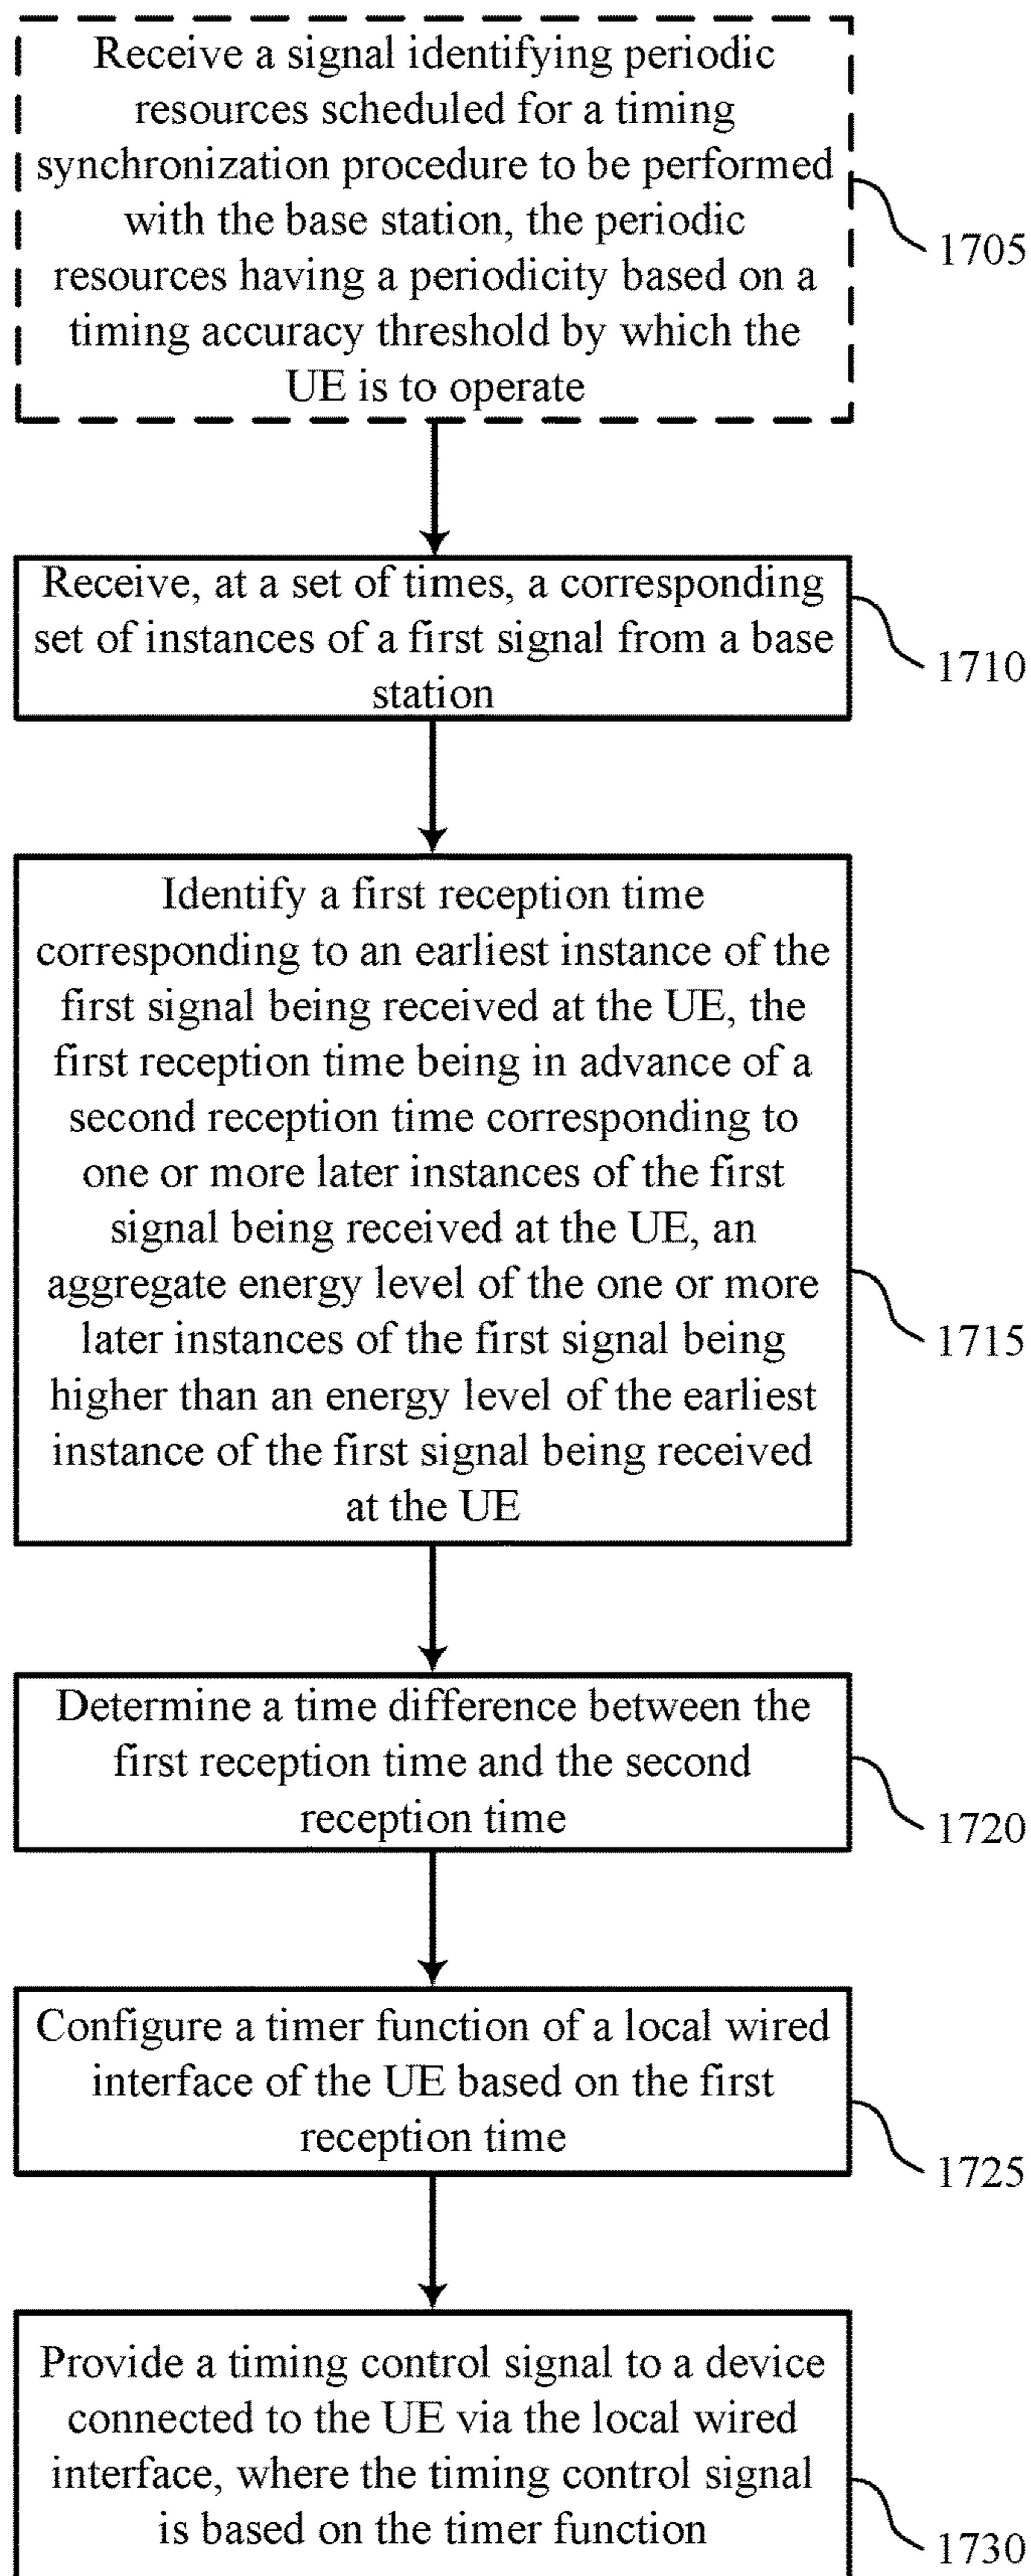 Receive a signal identifying periodic
resources scheduled for a timing
synchronization procedure to be performed
with the base station, the periodic
resources having a periodicity based on a
timing accuracy threshold by which the
UE is to operate
1705
Receive, at a set of times, a corresponding
set of instances of a first signal from a base
station
1710
Identify a first reception time
corresponding to an earliest instance of the
first signal being received at the UE, the
first reception time being in advance of a
second reception time corresponding to
one or more later instances of the first
signal being received at the UE, an
aggregate energy level of the one or more
later instances of the first signal being
higher than an energy level of the earliest
instance of the first signal being received
at the UE
1715
Determine a time difference between the
first reception time and the second
reception time
1720
Configure a timer function of a local wired
interface of the UE based on the first
reception time
1725
Provide a timing control signal to a device
connected to the UE via the local wired
interface, where the timing control signal
is based on the timer function
1730